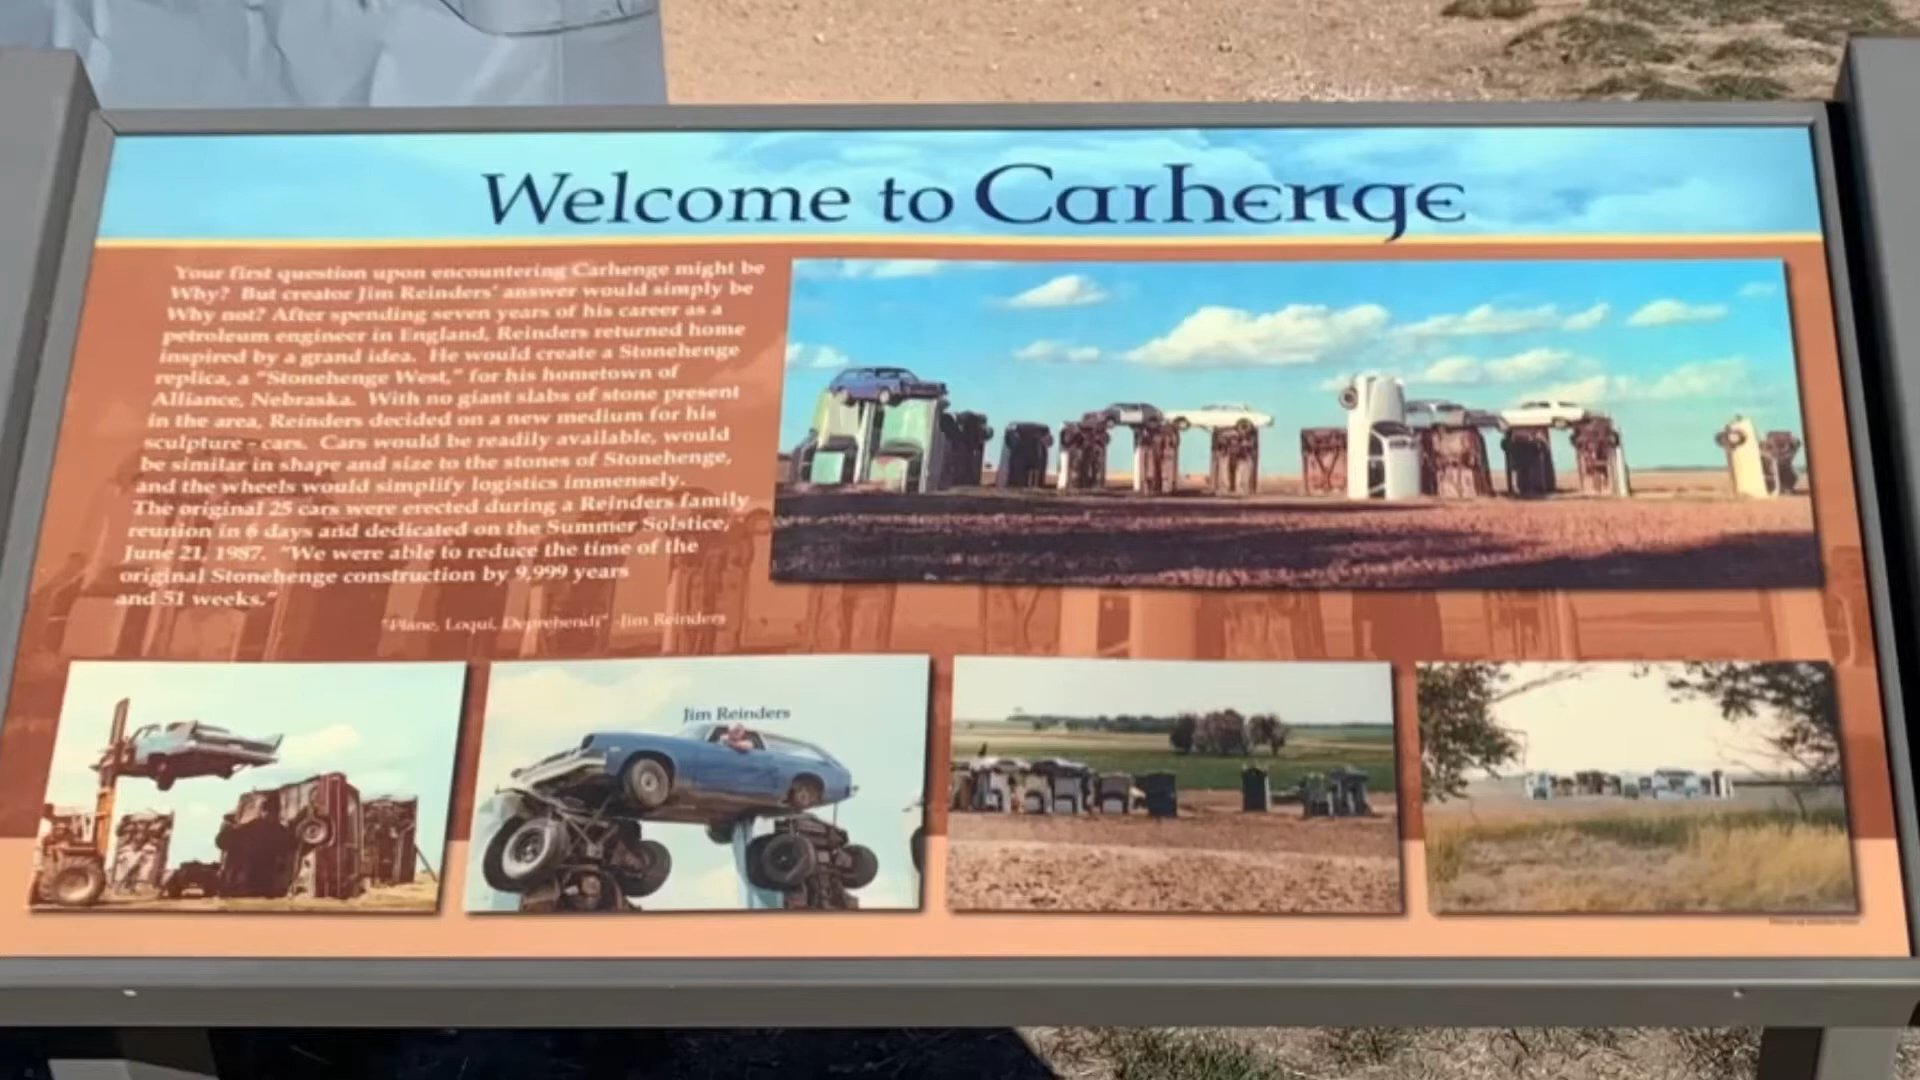 Welcome to Carhenge
Your first question upon encountering Carhenge might be
Why? But creator Jim Reinders' answer would simply be
Why not? After spending seven years of his career as a
petroleum engineer in England, Reinders returned home
inspired by a grand idea. He would create a Stonehenge
replica, a "Stonehenge West," for his hometown of
Alliance, Nebraska. With no giant slabs of stone present
in the area, Reinders decided on a new medium for his
sculpture - cars. Cars would be readily available, would
be similar in shape and size to the stones of Stonehenge,
and the wheels would simplify logistics immensely.
The original 25 cars were erected during a Reinders family
reunion in 6 days and dedicated on the Summer Solstice,
June 21, 1987. "We were able to reduce the time of the
original Stonehenge construction by 9,999 years
and 51 weeks."
"Plane, Loqui, Deprehendi" -Jim Reinders
Jim Reinders